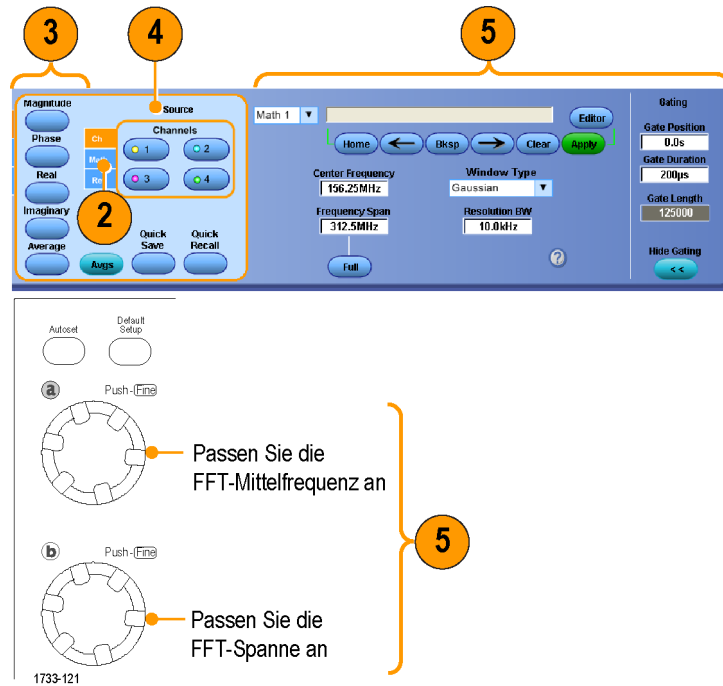 3
4
5
Magnitude
Phase
Real
Imaginary
Average
Source
Ch
Math
Re
2
Channels
1
2
3
4
Avgs
Quick Save
Quick Recall
Math 1
Editor
Home
Bksp
Clear
Apply
Center Frequency
156.25MHz
Window Type
Gaussian
Frequency Span
312.5MHz
Resolution BW
10.0kHz
Full
?
Gating
Gate Position
0.0s
Gate Duration
200µs
Gate Length
125000
Hide Gating
<<
Autoset
Default Setup
a
Push-Fine
Passen Sie die
FFT-Mittelfrequenz an
5
b
Push-Fine
Passen Sie die
FFT-Spanne an
1733-121